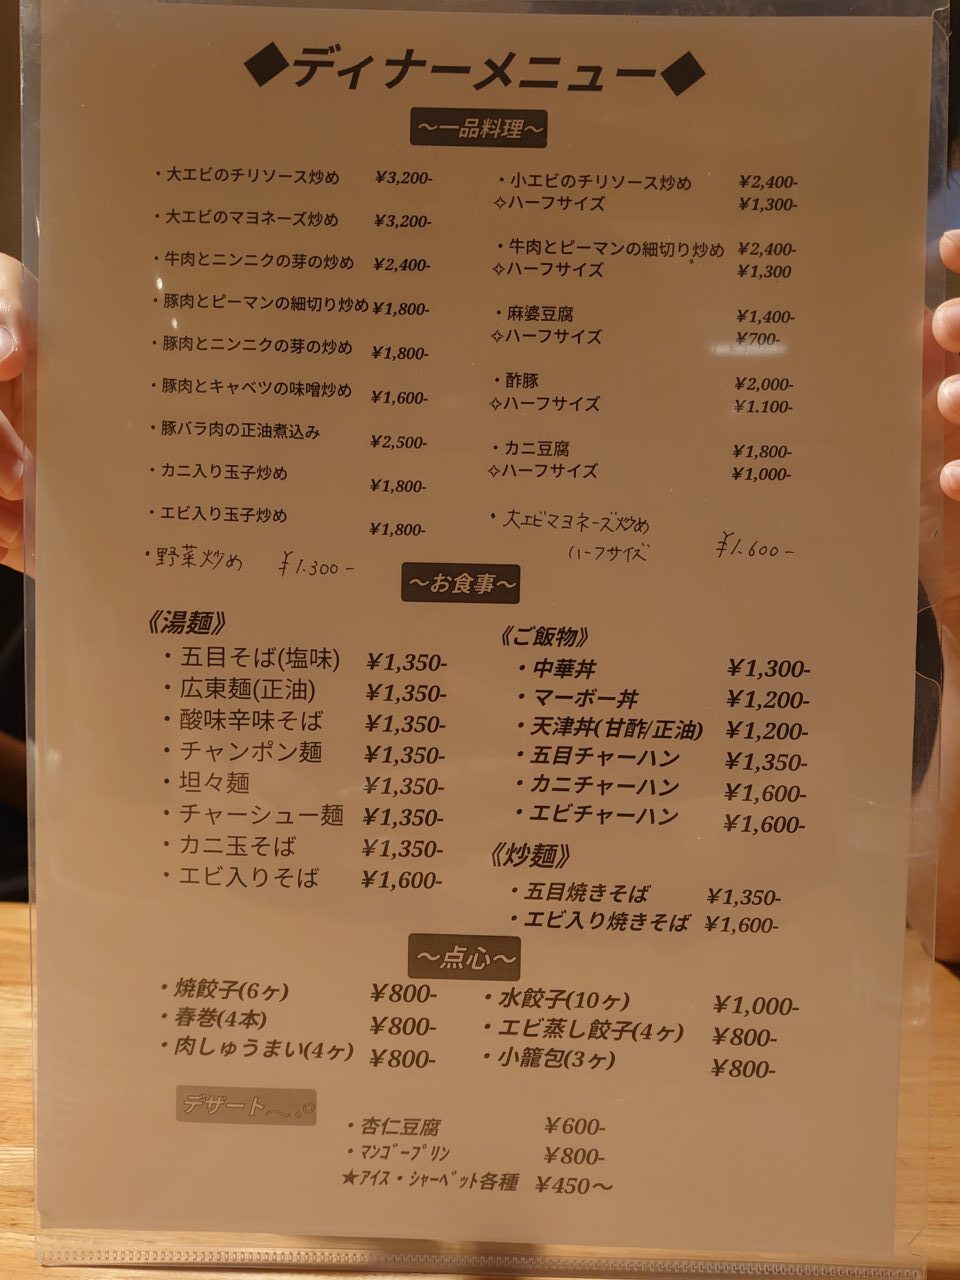 ◆ディナーメニュー◆
～一品料理～
・大エビのチリソース炒め ¥3,200-
・大エビのマヨネーズ炒め ¥3,200-
・牛肉とニンニクの芽の炒め ¥2,400-
・豚肉とピーマンの細切り炒め ¥1,800-
・豚肉とニンニクの芽の炒め ¥1,800-
・豚肉とキャベツの味噌炒め ¥1,600-
・豚バラ肉の正油煮込み ¥2,500-
・カニ入り玉子炒め ¥1,800-
・エビ入り玉子炒め ¥1,800-
・野菜炒め ¥1.300-
・小エビのチリソース炒め ¥2,400-
✧ハーフサイズ ¥1,300-
・牛肉とピーマンの細切り炒め ¥2,400-
✧ハーフサイズ ¥1,300
・麻婆豆腐 ¥1,400-
✧ハーフサイズ ¥700-
・酢豚 ¥2,000-
✧ハーフサイズ ¥1.100-
・カニ豆腐 ¥1,800-
✧ハーフサイズ ¥1,000-
・大エビマヨネーズ炒め
ハーフサイズ ¥1.600-
～お食事～
《湯麺》
・五目そば(塩味) ¥1,350-
・広東麺(正油) ¥1,350-
・酸味辛味そば ¥1,350-
・チャンポン麺 ¥1,350-
・坦々麺 ¥1,350-
・チャーシュー麺 ¥1,350-
・カニ玉そば ¥1,350-
・エビ入りそば ¥1,600-
《ご飯物》
・中華丼 ¥1,300-
・マーボー丼 ¥1,200-
・天津丼(甘酢/正油) ¥1,200-
・五目チャーハン ¥1,350-
・カニチャーハン ¥1,600-
・エビチャーハン ¥1,600-
《炒麺》
・五目焼きそば ¥1,350-
・エビ入り焼きそば ¥1,600-
～点心～
・焼餃子(6ヶ) ¥800-
・春巻(4本) ¥800-
・肉しゅうまい(4ヶ) ¥800-
・水餃子(10ヶ) ¥1,000-
・エビ蒸し餃子(4ヶ) ¥800-
・小籠包(3ヶ) ¥800-
デザート～。○
・杏仁豆腐 ¥600-
・ﾏﾝｺﾞｰﾌﾟﾘﾝ ¥800-
★ｱｲｽ・ｼｬｰﾍﾞｯﾄ各種 ¥450～